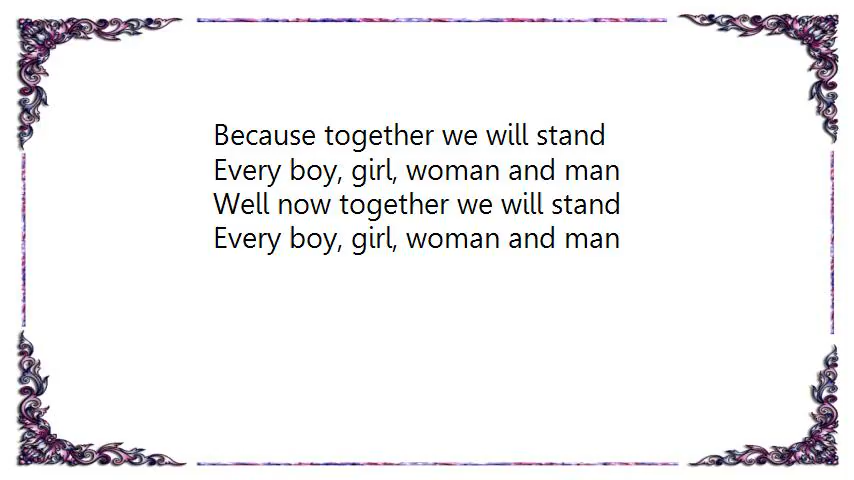 Because together we will stand
Every boy, girl, woman and man
Well now together we will stand
Every boy, girl, woman and man